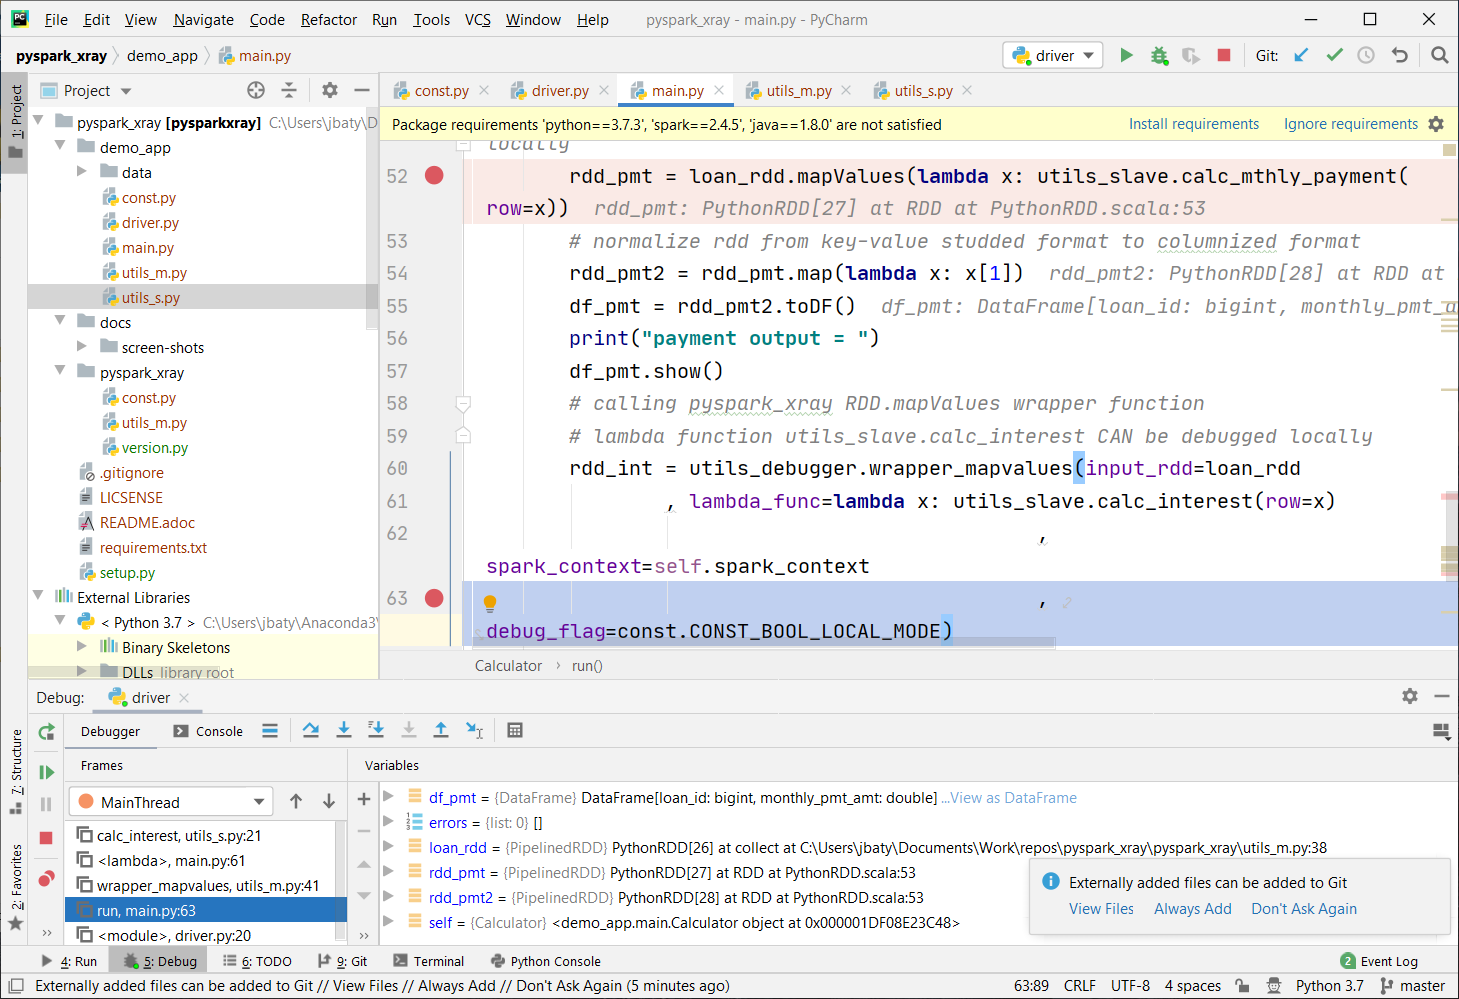 PC File Edit View Navigate Code Refactor Run Tools VCS Window Help pyspark_xray - main.py - PyCharm
pyspark_xray demo_app main.py driver Git:
Project
const.py driver.py main.py utils_m.py utils_s.py
Package requirements 'python==3.7.3', 'spark==2.4.5', 'java==1.8.0' are not satisfied Install requirements Ignore requirements
1: Project
7: Structure
2: Favorites
pyspark_xray [pysparkxray] C:\Users\jbaty\D
demo_app
data
const.py
driver.py
main.py
utils_m.py
utils_s.py
docs
screen-shots
pyspark_xray
const.py
utils_m.py
version.py
.gitignore
LICSENSE
README.adoc
requirements.txt
setup.py
External Libraries
< Python 3.7 > C:\Users\jbaty\Anaconda3\
Binary Skeletons
DLLs library root
locally
52 rdd_pmt = loan_rdd.mapValues(lambda x: utils_slave.calc_mthly_payment(
row=x)) rdd_pmt: PythonRDD[27] at RDD at PythonRDD.scala:53
53 # normalize rdd from key-value studded format to columnized format
54 rdd_pmt2 = rdd_pmt.map(lambda x: x[1]) rdd_pmt2: PythonRDD[28] at RDD at
55 df_pmt = rdd_pmt2.toDF() df_pmt: DataFrame[loan_id: bigint, monthly_pmt_a
56 print("payment output = ")
57 df_pmt.show()
58 # calling pyspark_xray RDD.mapValues wrapper function
59 # lambda function utils_slave.calc_interest CAN be debugged locally
60 rdd_int = utils_debugger.wrapper_mapvalues(input_rdd=loan_rdd
61 , lambda_func=lambda x: utils_slave.calc_interest(row=x)
62 ,
spark_context=self.spark_context
63 ,
debug_flag=const.CONST_BOOL_LOCAL_MODE)
Calculator › run()
Debug: driver
Debugger Console
Frames
MainThread
calc_interest, utils_s.py:21
<lambda>, main.py:61
wrapper_mapvalues, utils_m.py:41
run, main.py:63
<module>, driver.py:20
Variables
df_pmt = {DataFrame} DataFrame[loan_id: bigint, monthly_pmt_amt: double] ...View as DataFrame
errors = {list: 0} []
loan_rdd = {PipelinedRDD} PythonRDD[26] at collect at C:\Users\jbaty\Documents\Work\repos\pyspark_xray\pyspark_xray\utils_m.py:38
rdd_pmt = {PipelinedRDD} PythonRDD[27] at RDD at PythonRDD.scala:53
rdd_pmt2 = {PipelinedRDD} PythonRDD[28] at RDD at PythonRDD.scala:53
self = {Calculator} <demo_app.main.Calculator object at 0x000001DF08E23C48>
Externally added files can be added to Git
View Files Always Add Don't Ask Again
4: Run 5: Debug 6: TODO 9: Git Terminal Python Console 2 Event Log
Externally added files can be added to Git // View Files // Always Add // Don't Ask Again (5 minutes ago) 63:89 CRLF UTF-8 4 spaces Python 3.7 master